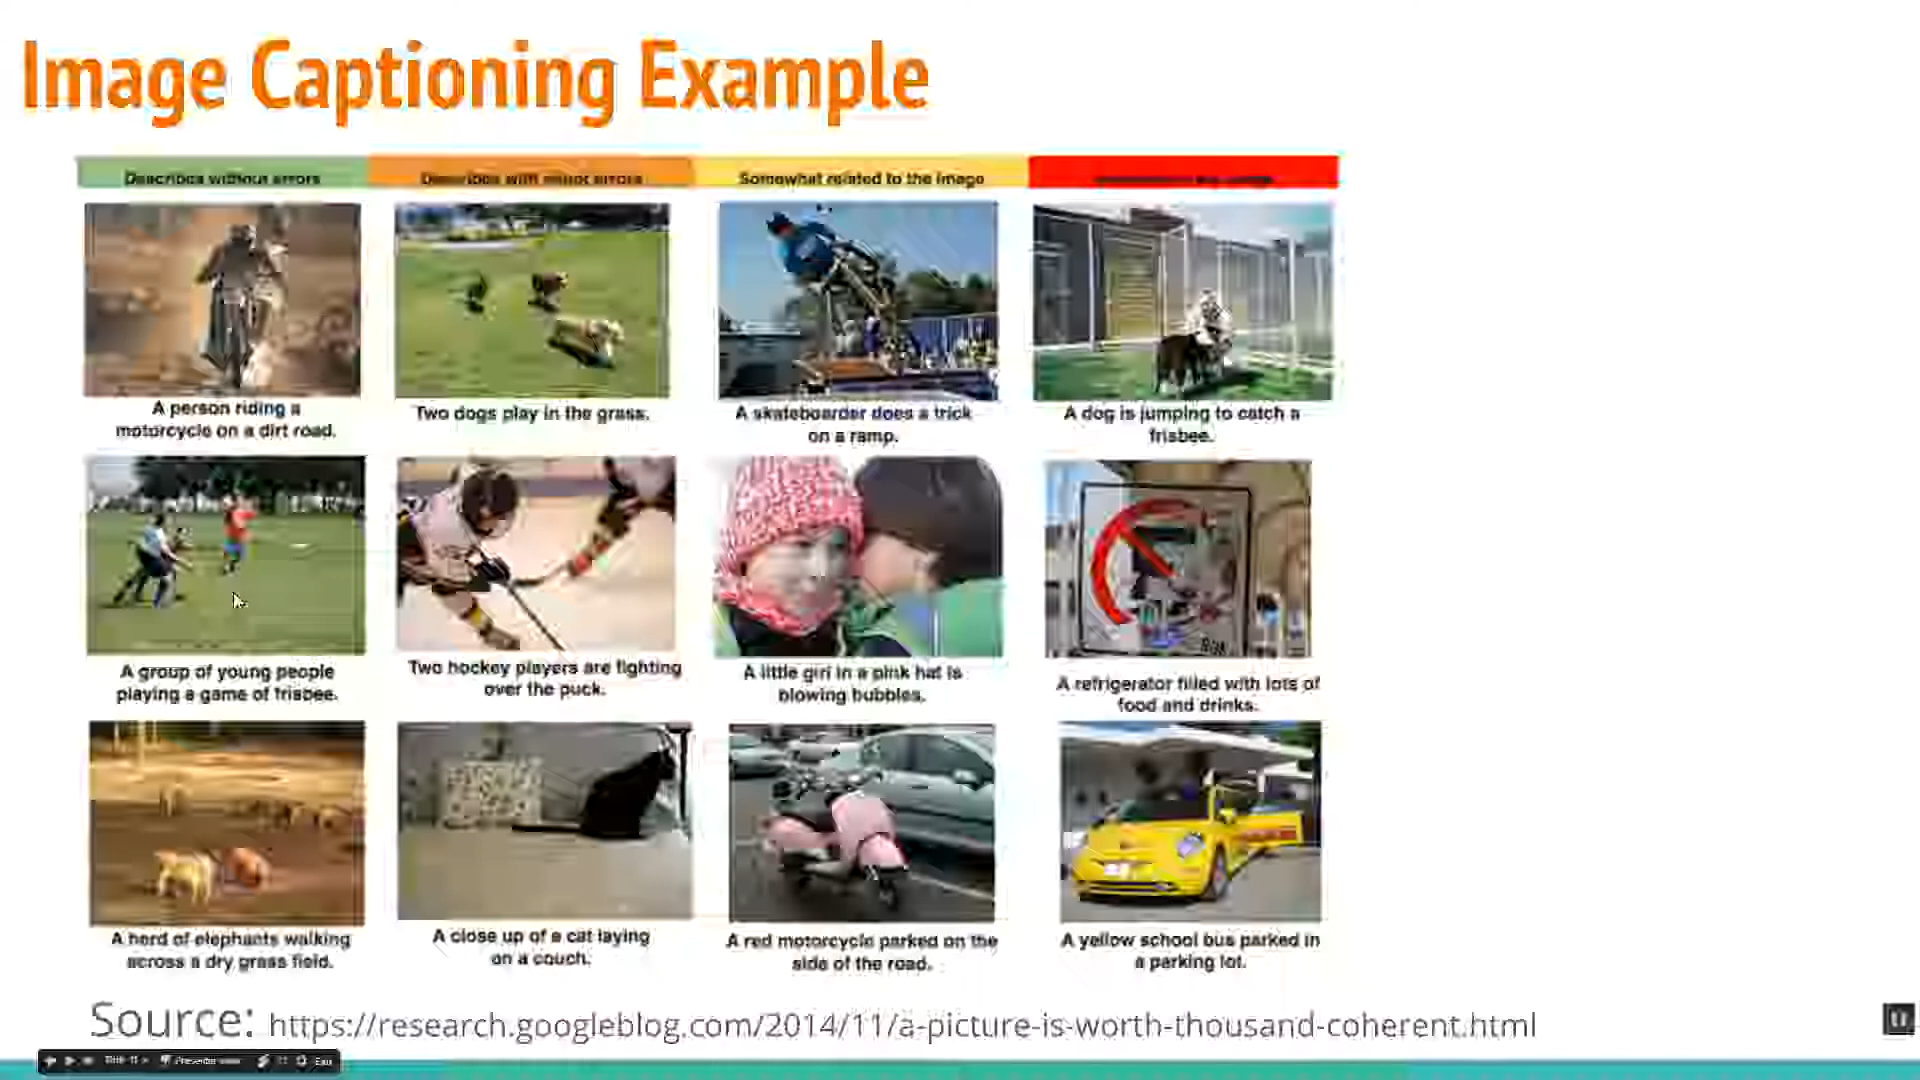 Image Captioning Example
Describes without errors
Describes with minor errors
Somewhat related to the image
A person riding a
motorcycle on a dirt road.
Two dogs play in the grass.
A skateboarder does a trick
on a ramp.
A dog is jumping to catch a
frisbee.
A group of young people
playing a game of frisbee.
Two hockey players are fighting
over the puck.
A little girl in a pink hat is
blowing bubbles.
A refrigerator filled with lots of
food and drinks.
A herd of elephants walking
across a dry grass field.
A close up of a cat laying
on a couch.
A red motorcycle parked on the
side of the road.
A yellow school bus parked in
a parking lot.
Source: https://research.googleblog.com/2014/11/a-picture-is-worth-thousand-coherent.html
11